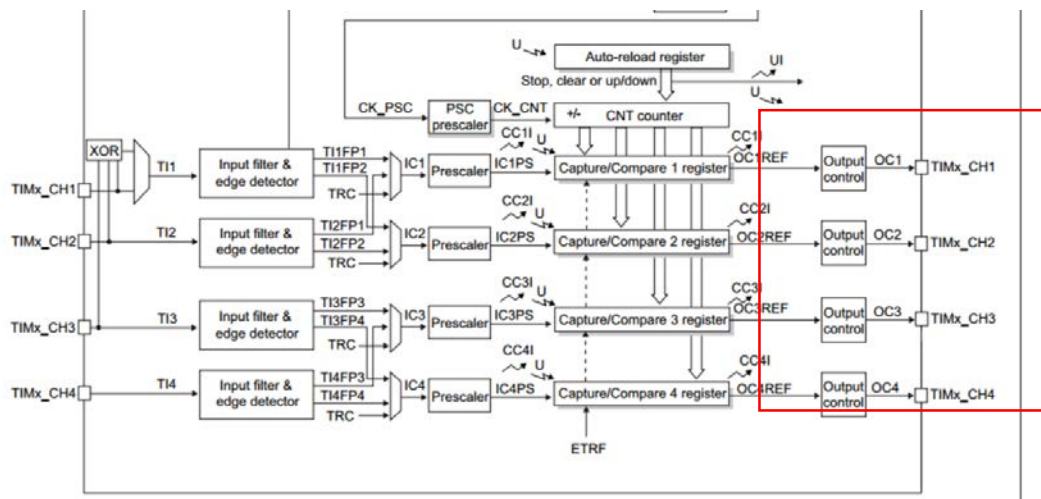 U
Auto-reload register
UI
Stop, clear or up/down
U
CK_PSC
PSC
prescaler
CK_CNT
+/-
CNT counter
XOR
TI1
Input filter &
edge detector
TI1FP1
TI1FP2
TRC
IC1
Prescaler
IC1PS
CC1I
U
Capture/Compare 1 register
CC1I
OC1REF
Output
control
OC1
TIMx_CH1
TIMx_CH1
TIMx_CH2
TI2
Input filter &
edge detector
TI2FP1
TI2FP2
TRC
IC2
Prescaler
IC2PS
CC2I
U
Capture/Compare 2 register
CC2I
OC2REF
Output
control
OC2
TIMx_CH2
TIMx_CH3
TI3
Input filter &
edge detector
TI3FP3
TI3FP4
TRC
IC3
Prescaler
IC3PS
CC3I
U
Capture/Compare 3 register
CC3I
OC3REF
Output
control
OC3
TIMx_CH3
TIMx_CH4
TI4
Input filter &
edge detector
TI4FP3
TI4FP4
TRC
IC4
Prescaler
IC4PS
CC4I
U
Capture/Compare 4 register
CC4I
OC4REF
Output
control
OC4
TIMx_CH4
ETRF